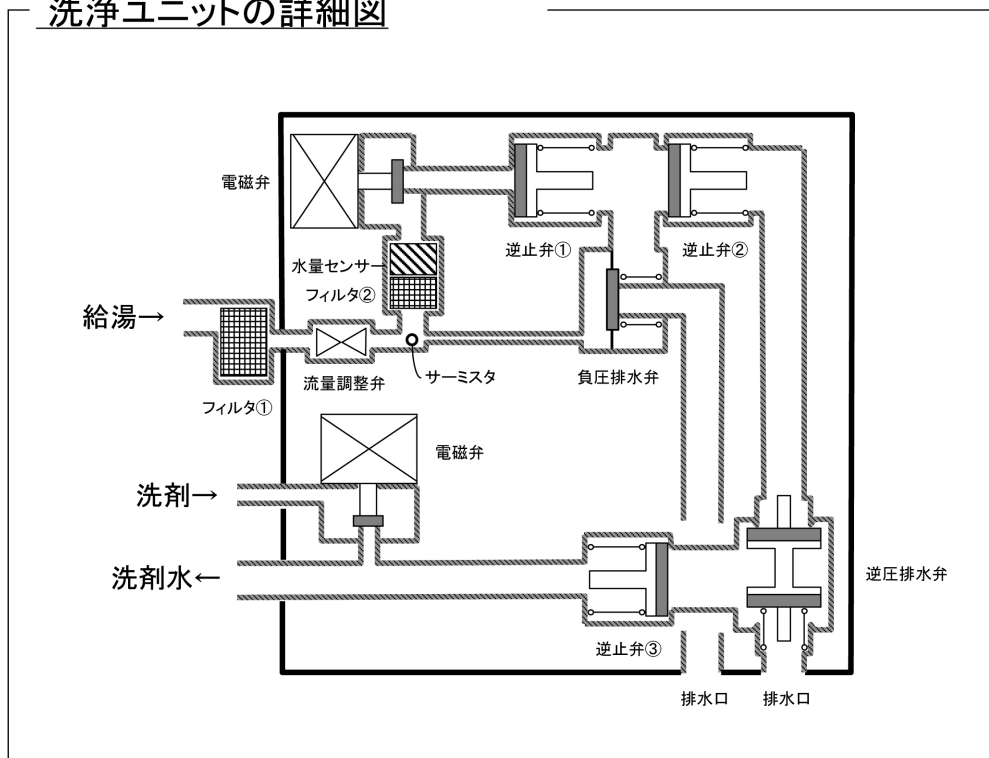 洗浄ユニットの詳細図
電磁弁
逆止弁①
逆止弁②
水量センサー
フィルタ②
給湯→
流量調整弁
サーミスタ
負圧排水弁
フィルタ①
電磁弁
洗剤→
洗剤水←
逆圧排水弁
逆止弁③
排水口
排水口